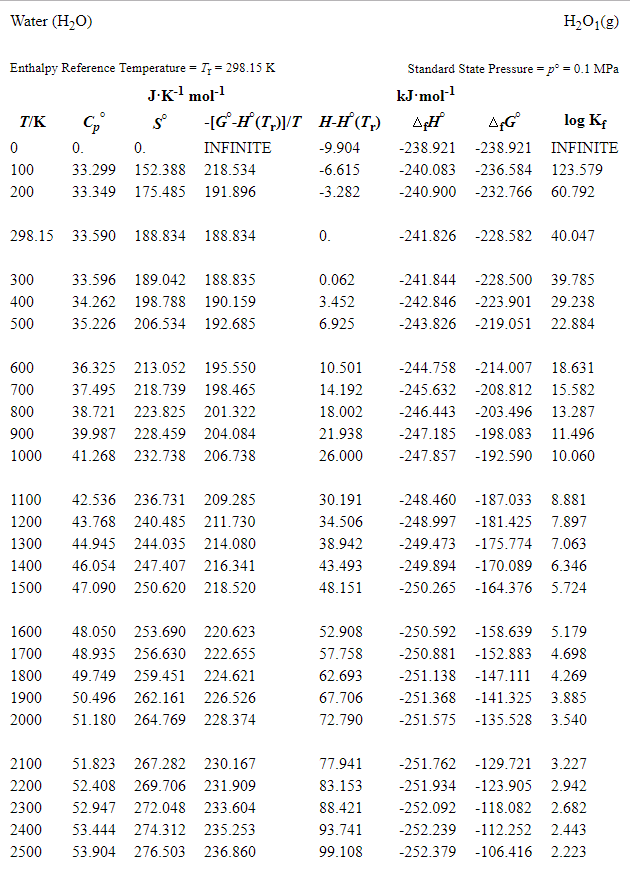 Water (H₂O) H₂O₁(g)
Enthalpy Reference Temperature = Tᵣ = 298.15 K Standard State Pressure = p° = 0.1 MPa
J·K⁻¹ mol⁻¹ kJ·mol⁻¹
T/K Cₚ° S° -[G°-H°(Tᵣ)]/T H-H°(Tᵣ) ΔfH° ΔfG° log Kf
0 0. 0. INFINITE -9.904 -238.921 -238.921 INFINITE
100 33.299 152.388 218.534 -6.615 -240.083 -236.584 123.579
200 33.349 175.485 191.896 -3.282 -240.900 -232.766 60.792
298.15 33.590 188.834 188.834 0. -241.826 -228.582 40.047
300 33.596 189.042 188.835 0.062 -241.844 -228.500 39.785
400 34.262 198.788 190.159 3.452 -242.846 -223.901 29.238
500 35.226 206.534 192.685 6.925 -243.826 -219.051 22.884
600 36.325 213.052 195.550 10.501 -244.758 -214.007 18.631
700 37.495 218.739 198.465 14.192 -245.632 -208.812 15.582
800 38.721 223.825 201.322 18.002 -246.443 -203.496 13.287
900 39.987 228.459 204.084 21.938 -247.185 -198.083 11.496
1000 41.268 232.738 206.738 26.000 -247.857 -192.590 10.060
1100 42.536 236.731 209.285 30.191 -248.460 -187.033 8.881
1200 43.768 240.485 211.730 34.506 -248.997 -181.425 7.897
1300 44.945 244.035 214.080 38.942 -249.473 -175.774 7.063
1400 46.054 247.407 216.341 43.493 -249.894 -170.089 6.346
1500 47.090 250.620 218.520 48.151 -250.265 -164.376 5.724
1600 48.050 253.690 220.623 52.908 -250.592 -158.639 5.179
1700 48.935 256.630 222.655 57.758 -250.881 -152.883 4.698
1800 49.749 259.451 224.621 62.693 -251.138 -147.111 4.269
1900 50.496 262.161 226.526 67.706 -251.368 -141.325 3.885
2000 51.180 264.769 228.374 72.790 -251.575 -135.528 3.540
2100 51.823 267.282 230.167 77.941 -251.762 -129.721 3.227
2200 52.408 269.706 231.909 83.153 -251.934 -123.905 2.942
2300 52.947 272.048 233.604 88.421 -252.092 -118.082 2.682
2400 53.444 274.312 235.253 93.741 -252.239 -112.252 2.443
2500 53.904 276.503 236.860 99.108 -252.379 -106.416 2.223